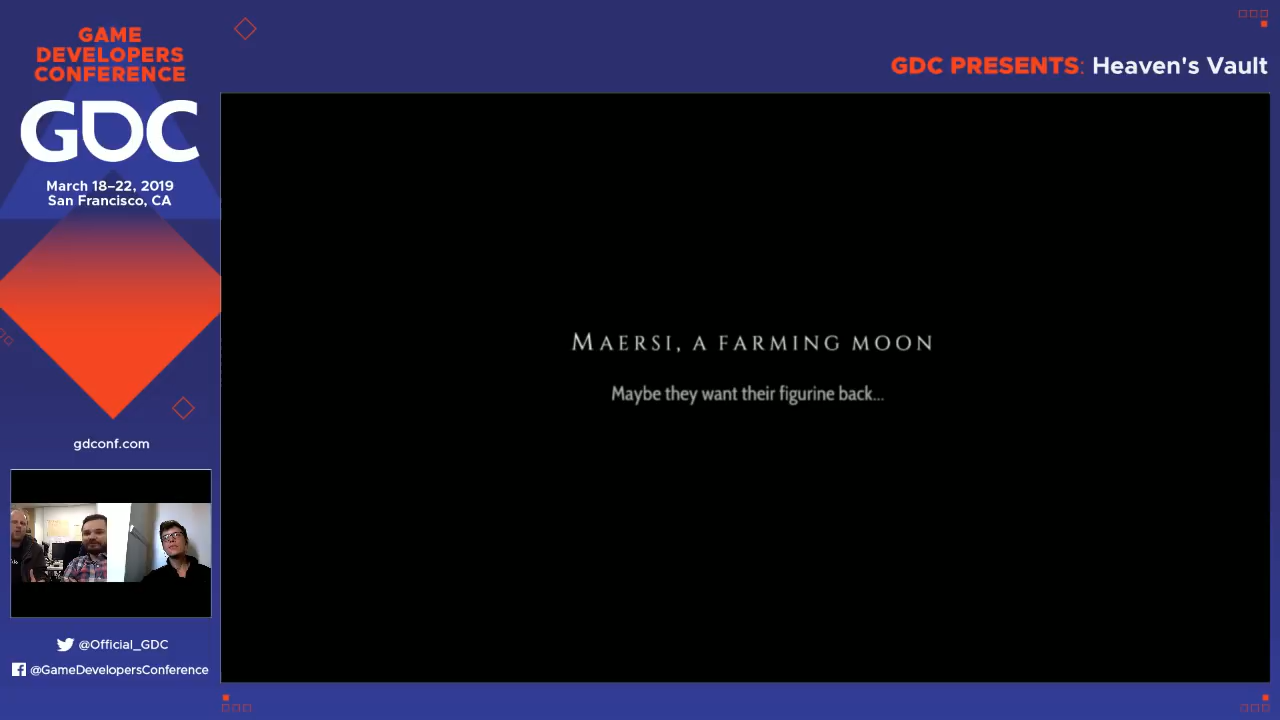 GAME
DEVELOPERS
CONFERENCE
GDC
March 18–22, 2019
San Francisco, CA
gdconf.com
@Official_GDC
@GameDevelopersConference
GDC PRESENTS: Heaven's Vault
MAERSI, A FARMING MOON
Maybe they want their figurine back...